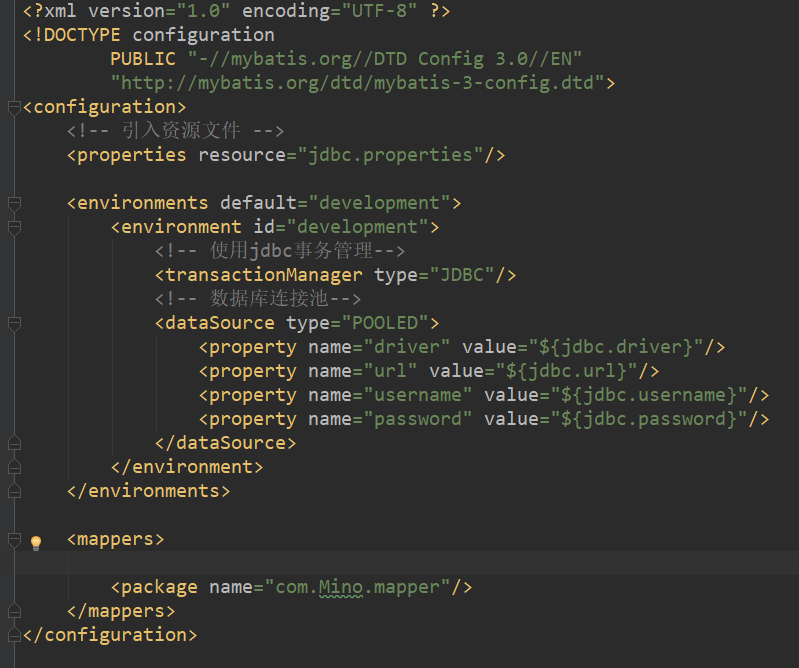 <?xml version="1.0" encoding="UTF-8" ?>
<!DOCTYPE configuration
PUBLIC "-//mybatis.org//DTD Config 3.0//EN"
"http://mybatis.org/dtd/mybatis-3-config.dtd">
<configuration>
<!-- 引入资源文件 -->
<properties resource="jdbc.properties"/>
<environments default="development">
<environment id="development">
<!-- 使用jdbc事务管理-->
<transactionManager type="JDBC"/>
<!-- 数据库连接池-->
<dataSource type="POOLED">
<property name="driver" value="${jdbc.driver}"/>
<property name="url" value="${jdbc.url}"/>
<property name="username" value="${jdbc.username}"/>
<property name="password" value="${jdbc.password}"/>
</dataSource>
</environment>
</environments>
<mappers>
<package name="com.Mino.mapper"/>
</mappers>
</configuration>